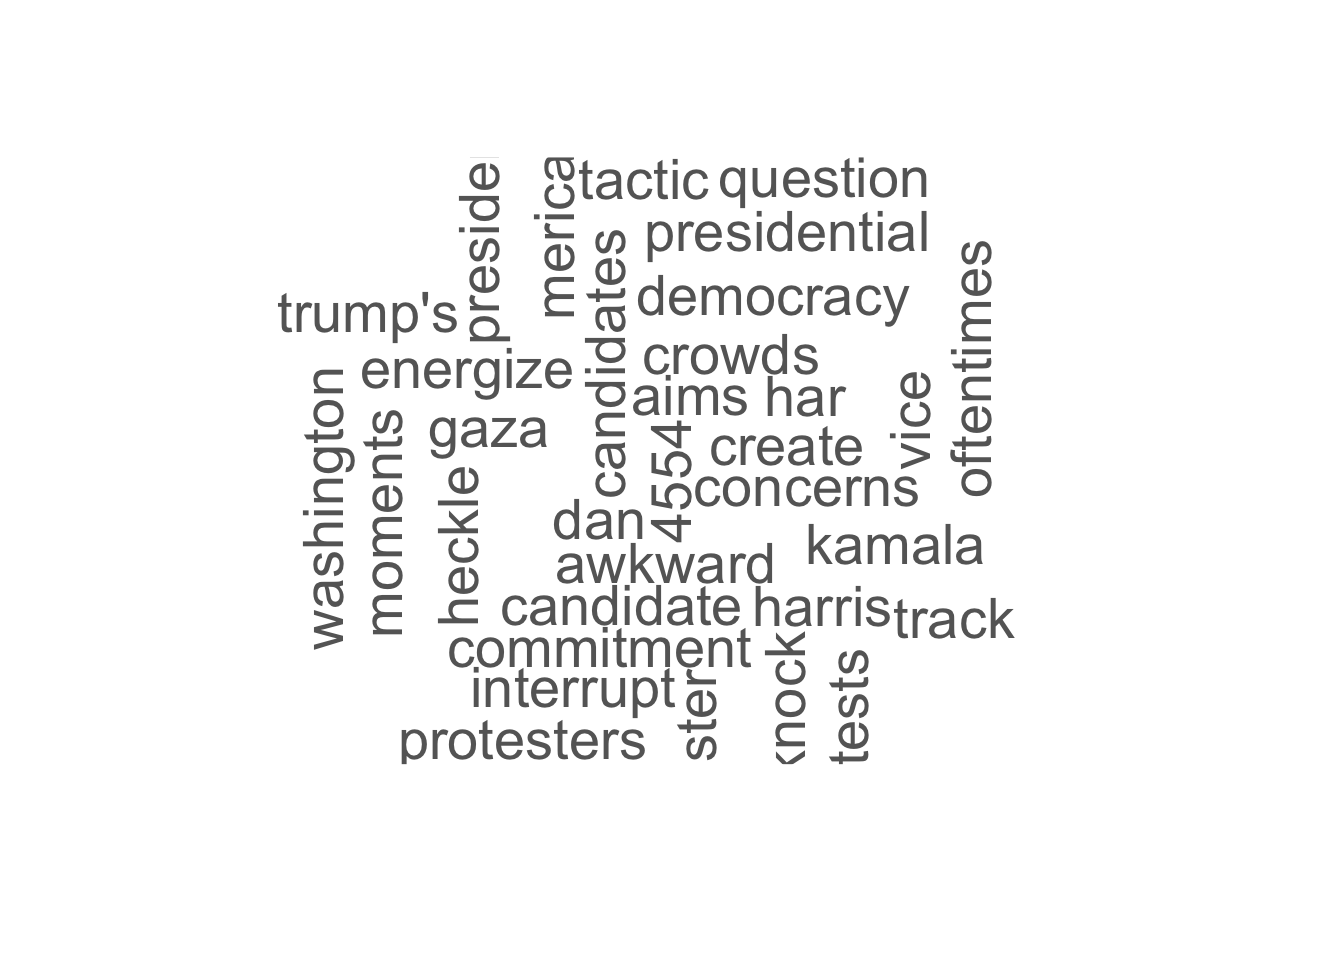 tactic
question
preside
merica
presidential
candidates
democracy
oftentimes
trump's
crowds
energize
aims
har
vice
washington
moments
gaza
create
4554
concerns
heckle
dan
kamala
awkward
candidate
harris
track
commitment
interrupt
ster
knock
tests
protesters